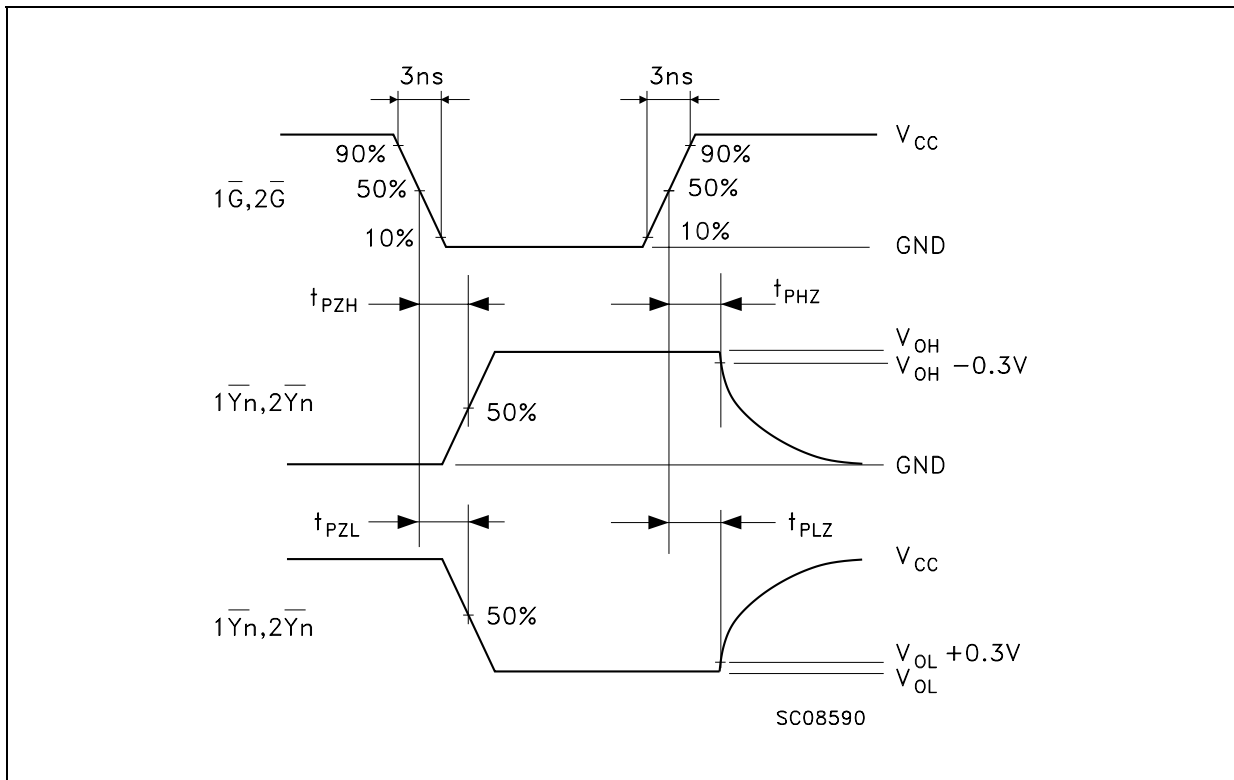 3ns 3ns
V_CC
90% 90%
1G̅,2G̅ 50% 50%
10% 10%
GND
t_PZH t_PHZ
V_OH
V_OH −0.3V
1Y̅n̅,2Y̅n̅ 50%
GND
t_PZL t_PLZ
V_CC
1Y̅n̅,2Y̅n̅ 50%
V_OL +0.3V
V_OL
SC08590